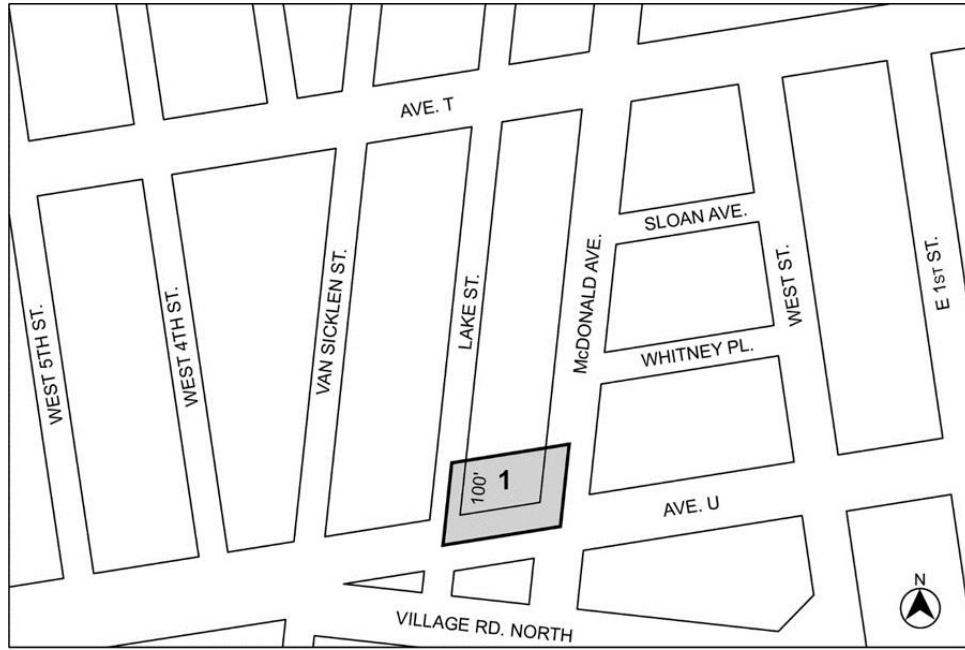 AVE. T
SLOAN AVE.
WEST 5TH ST.
WEST 4TH ST.
VAN SICKLEN ST.
LAKE ST.
McDONALD AVE.
WEST ST.
E 1ST ST.
WHITNEY PL.
100'
1
AVE. U
N
VILLAGE RD. NORTH